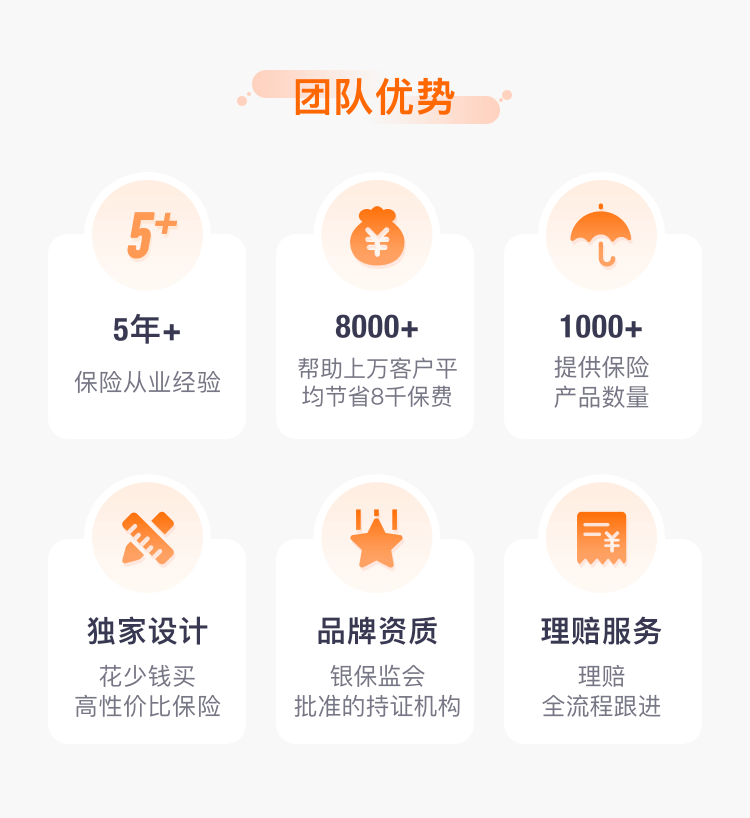 团队优势
5+
5年+
保险从业经验
¥
8000+
帮助上万客户平
均节省8千保费
1000+
提供保险
产品数量
独家设计
花少钱买
高性价比保险
品牌资质
银保监会
批准的持证机构
¥
理赔服务
理赔
全流程跟进